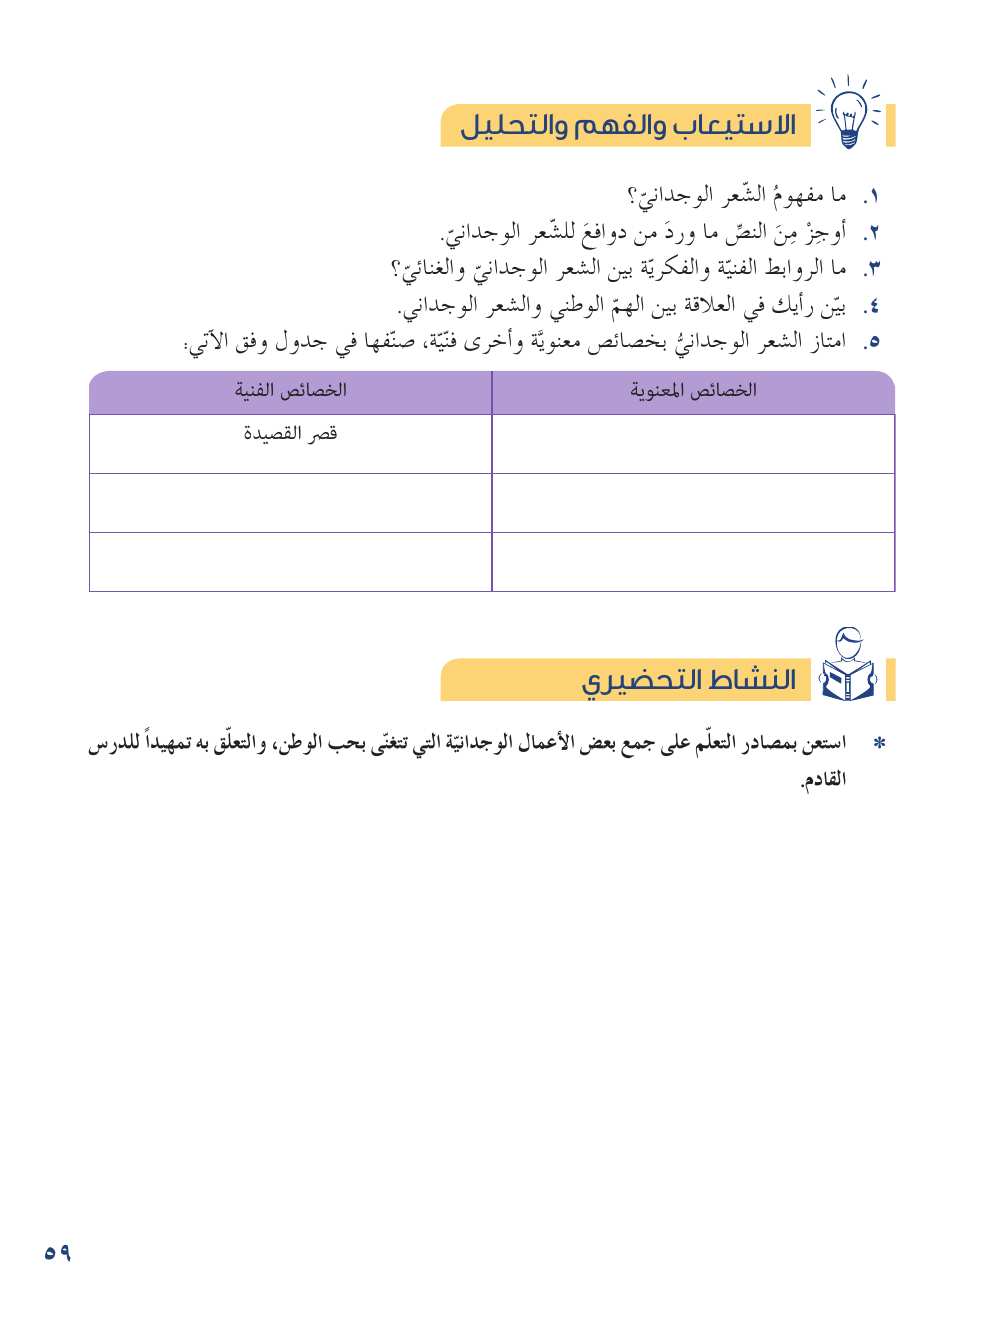 الاستيعاب والفهم والتحليل
١. ما مفهومُ الشّعر الوجدانيّ؟
٢. أوجِزْ مِنَ النصِّ ما وردَ من دوافعَ للشّعر الوجدانيّ.
٣. ما الروابط الفنيّة والفكريّة بين الشعر الوجدانيّ والغنائيّ؟
٤. بيّن رأيك في العلاقة بين الهمّ الوطني والشعر الوجداني.
٥. امتاز الشعر الوجدانيُّ بخصائص معنويَّة وأخرى فنّيّة، صنّفها في جدول وفق الآتي:
الخصائص المعنوية الخصائص الفنية
قصر القصيدة
النشاط التحضيري
* استعن بمصادر التعلّم على جمع بعض الأعمال الوجدانيّة التي تتغنّى بحب الوطن، والتعلّق به تمهيداً للدرس
القادم.
٥٩